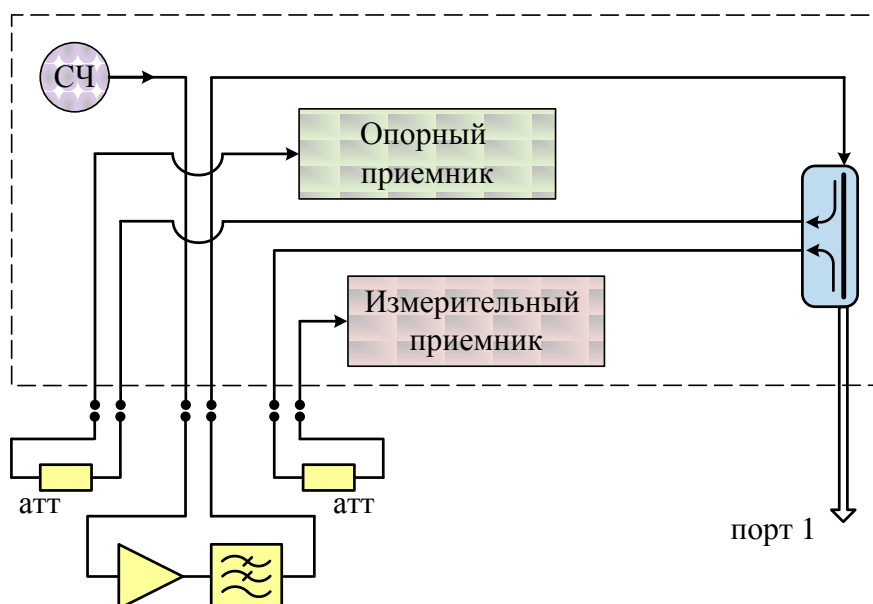 СЧ
Опорный
приемник
Измерительный
приемник
атт
атт
порт 1